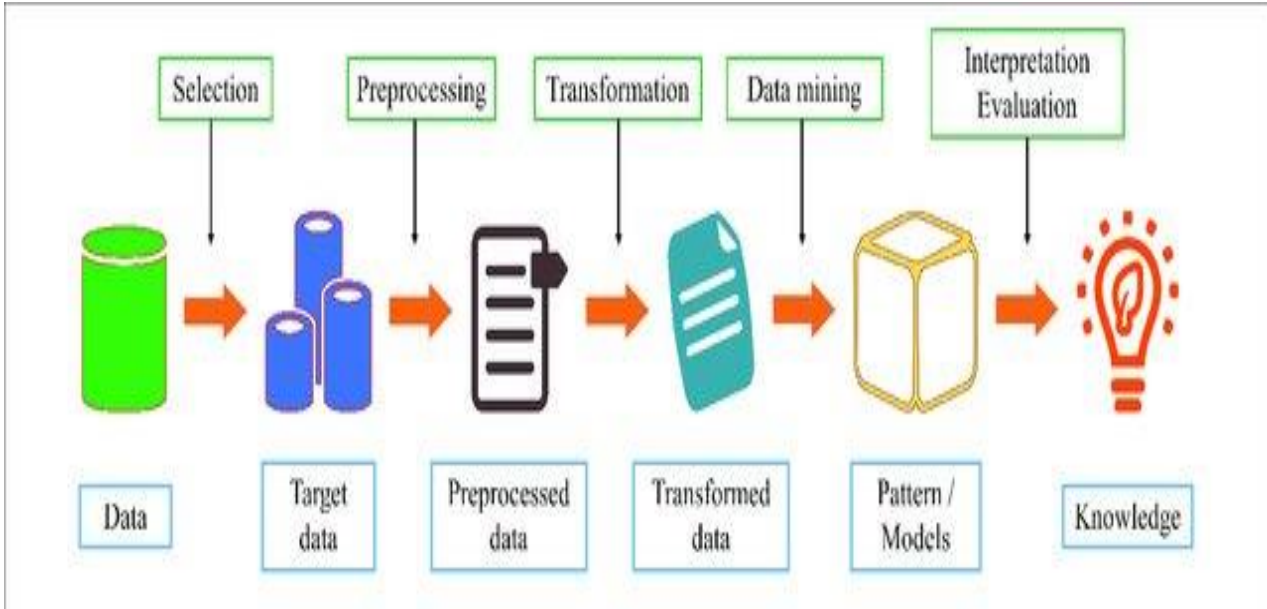 Selection
Preprocessing
Transformation
Data mining
Interpretation
Evaluation
Data
Target
data
Preprocessed
data
Transformed
data
Pattern /
Models
Knowledge